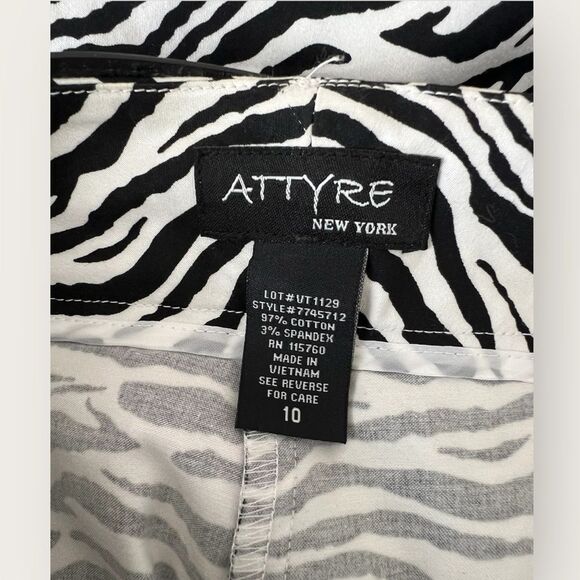 ATTYRE
NEW YORK
LOT#VT1129
STYLE#7745712
97% COTTON
3% SPANDEX
RN 115760
MADE IN
VIETNAM
SEE REVERSE
FOR CARE
10